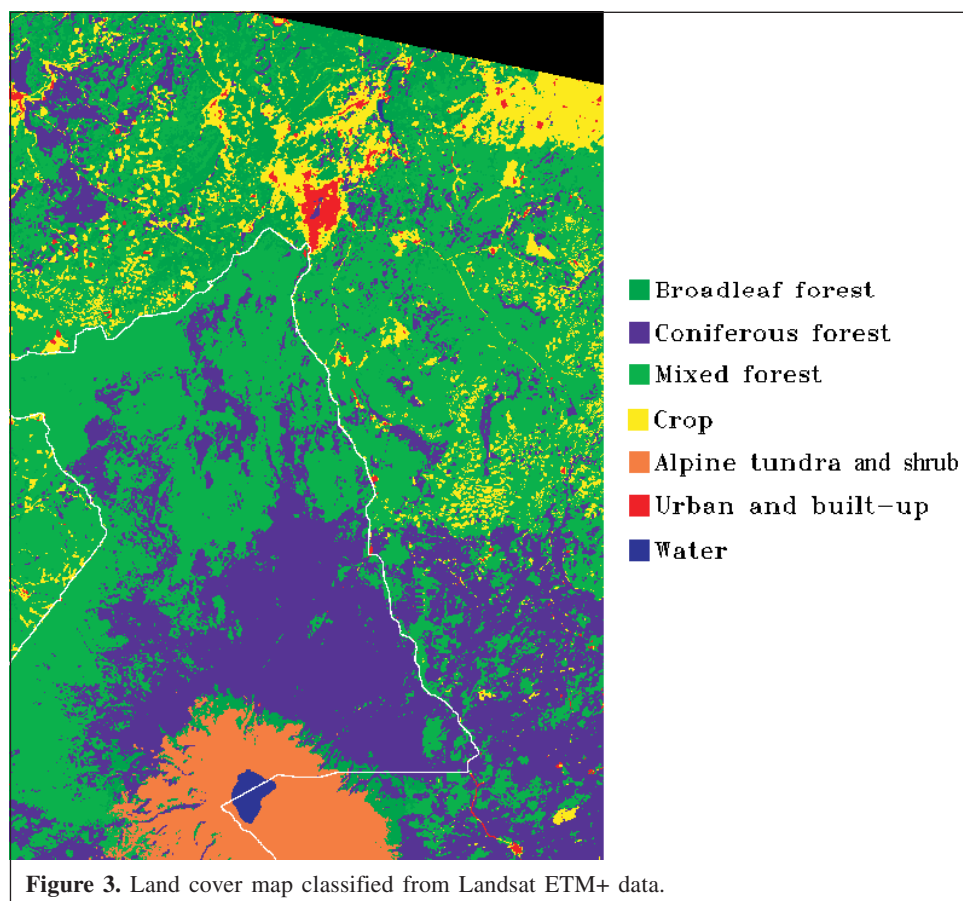 Broadleaf forest
Coniferous forest
Mixed forest
Crop
Alpine tundra and shrub
Urban and built-up
Water
Figure 3. Land cover map classified from Landsat ETM+ data.